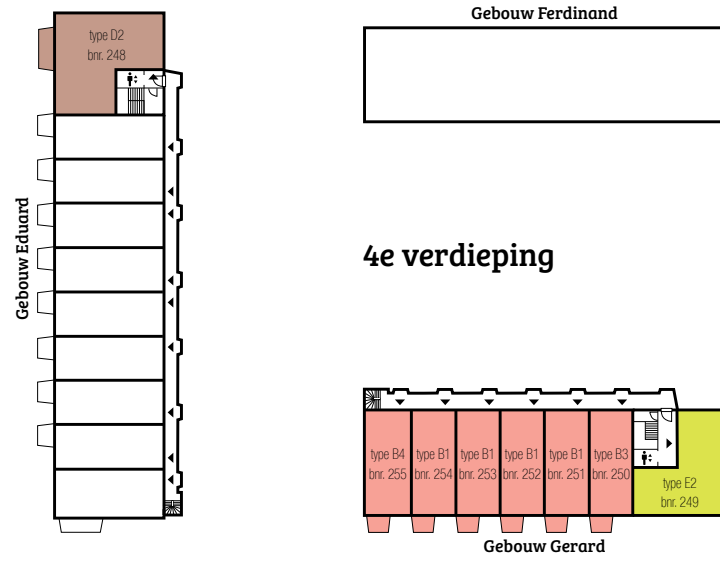 Gebouw Ferdinand
type D2
bnr. 248
Gebouw Eduard
4e verdieping
type B4
bnr. 255
type B1
bnr. 254
type B1
bnr. 253
type B1
bnr. 252
type B1
bnr. 251
type B3
bnr. 250
type E2
bnr. 249
Gebouw Gerard